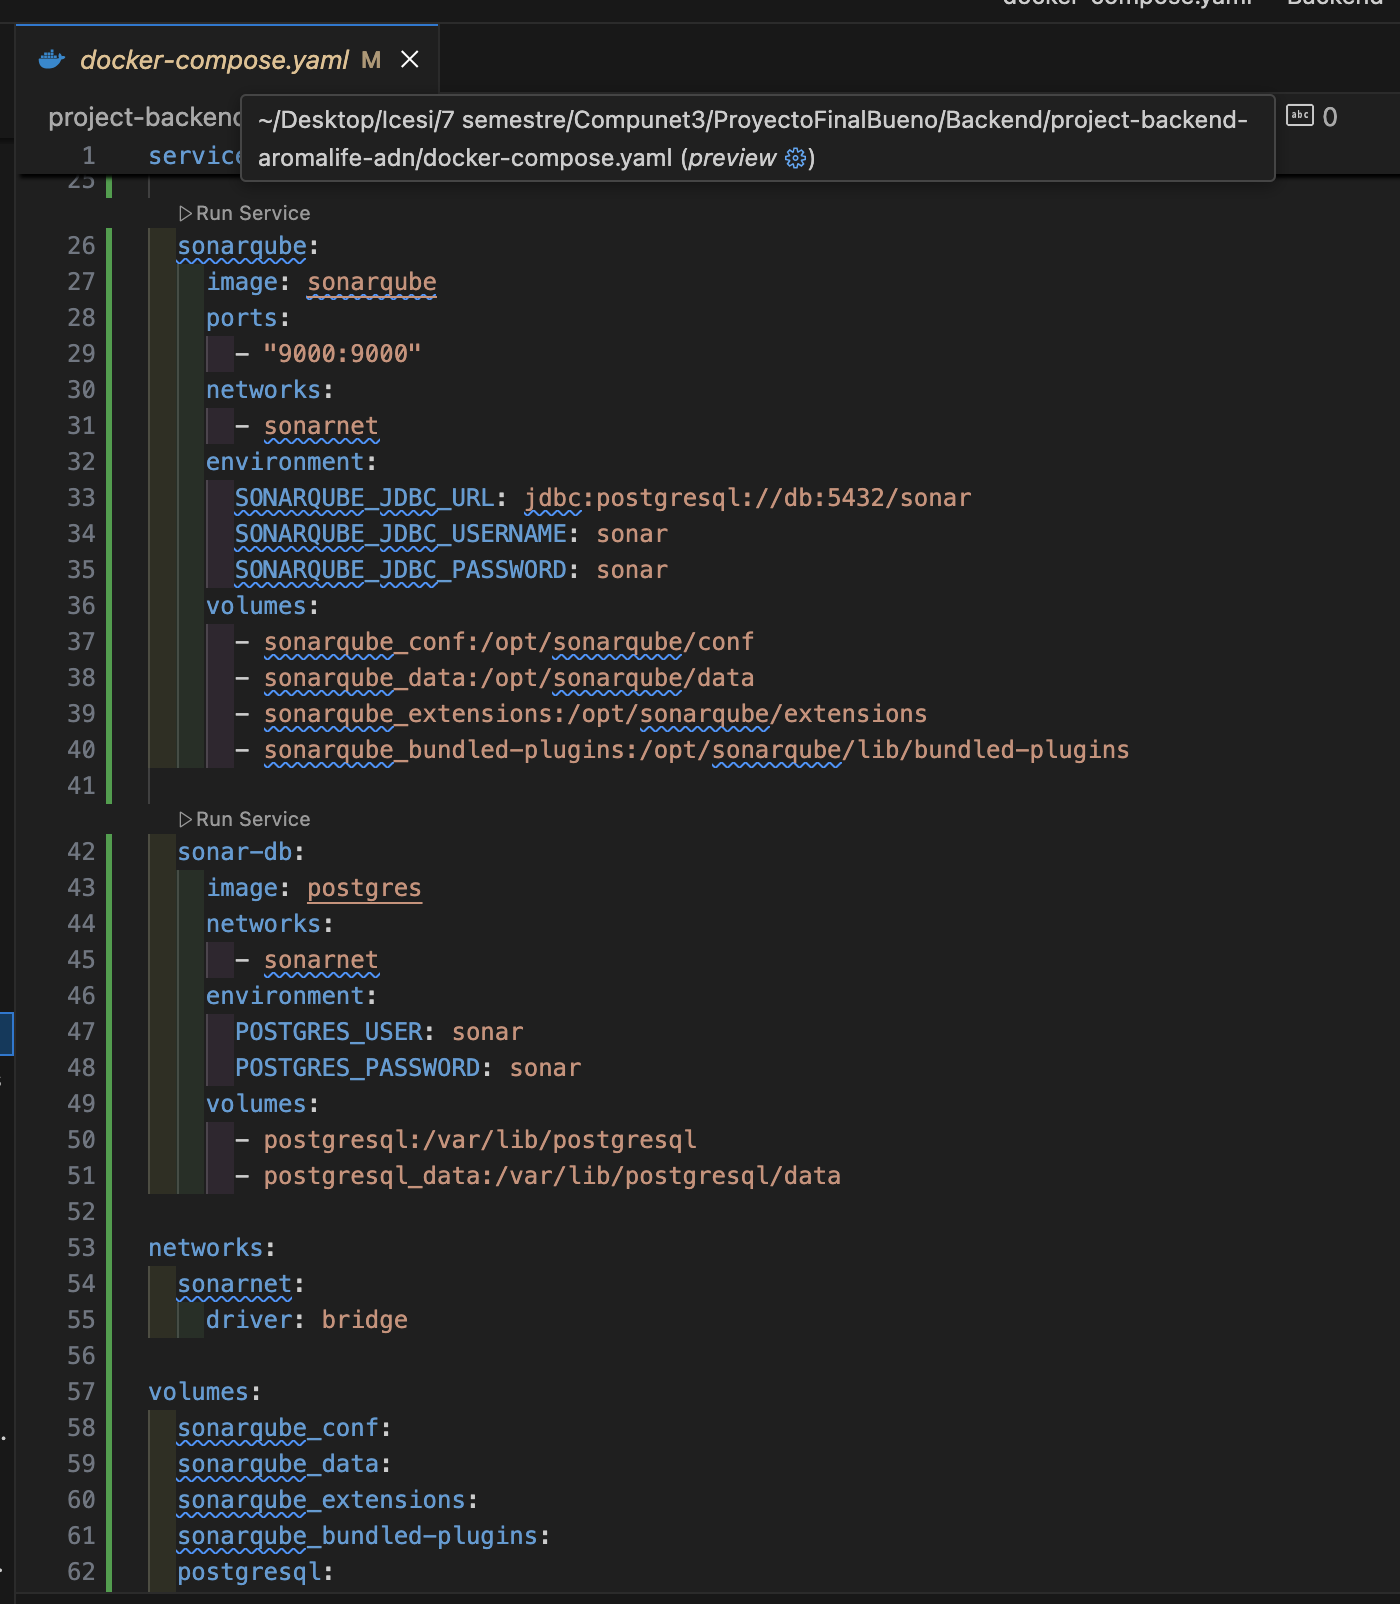 docker-compose.yaml M
project-backend
~/Desktop/Icesi/7 semestre/Compunet3/ProyectoFinalBueno/Backend/project-backend-
aromalife-adn/docker-compose.yaml (preview)
abc 0
1 service
25
Run Service
26 sonarqube:
27 image: sonarqube
28 ports:
29 - "9000:9000"
30 networks:
31 - sonarnet
32 environment:
33 SONARQUBE_JDBC_URL: jdbc:postgresql://db:5432/sonar
34 SONARQUBE_JDBC_USERNAME: sonar
35 SONARQUBE_JDBC_PASSWORD: sonar
36 volumes:
37 - sonarqube_conf:/opt/sonarqube/conf
38 - sonarqube_data:/opt/sonarqube/data
39 - sonarqube_extensions:/opt/sonarqube/extensions
40 - sonarqube_bundled-plugins:/opt/sonarqube/lib/bundled-plugins
41
Run Service
42 sonar-db:
43 image: postgres
44 networks:
45 - sonarnet
46 environment:
47 POSTGRES_USER: sonar
48 POSTGRES_PASSWORD: sonar
49 volumes:
50 - postgresql:/var/lib/postgresql
51 - postgresql_data:/var/lib/postgresql/data
52
53 networks:
54 sonarnet:
55 driver: bridge
56
57 volumes:
58 sonarqube_conf:
59 sonarqube_data:
60 sonarqube_extensions:
61 sonarqube_bundled-plugins:
62 postgresql: